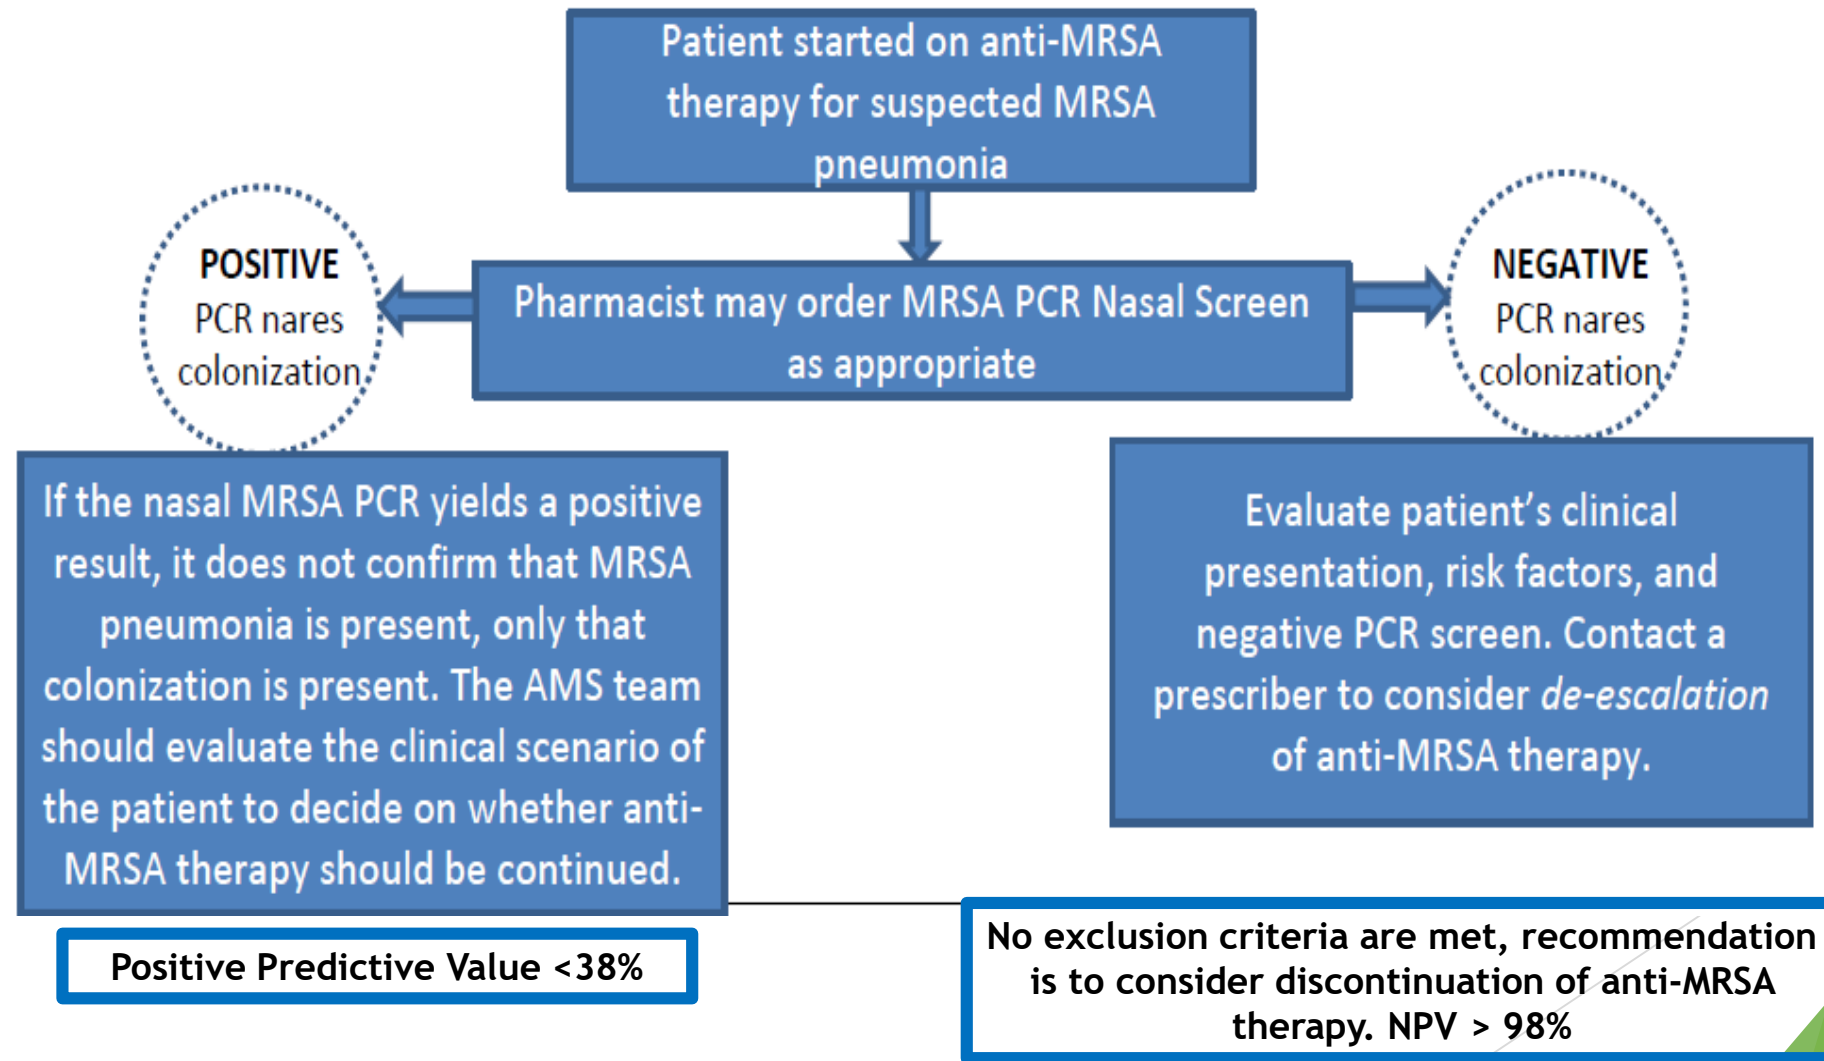 Patient started on anti-MRSA
therapy for suspected MRSA
pneumonia
POSITIVE
PCR nares
colonization
Pharmacist may order MRSA PCR Nasal Screen
as appropriate
NEGATIVE
PCR nares
colonization
If the nasal MRSA PCR yields a positive
result, it does not confirm that MRSA
pneumonia is present, only that
colonization is present. The AMS team
should evaluate the clinical scenario of
the patient to decide on whether anti-
MRSA therapy should be continued.
Evaluate patient’s clinical
presentation, risk factors, and
negative PCR screen. Contact a
prescriber to consider de-escalation
of anti-MRSA therapy.
Positive Predictive Value <38%
No exclusion criteria are met, recommendation
is to consider discontinuation of anti-MRSA
therapy. NPV > 98%